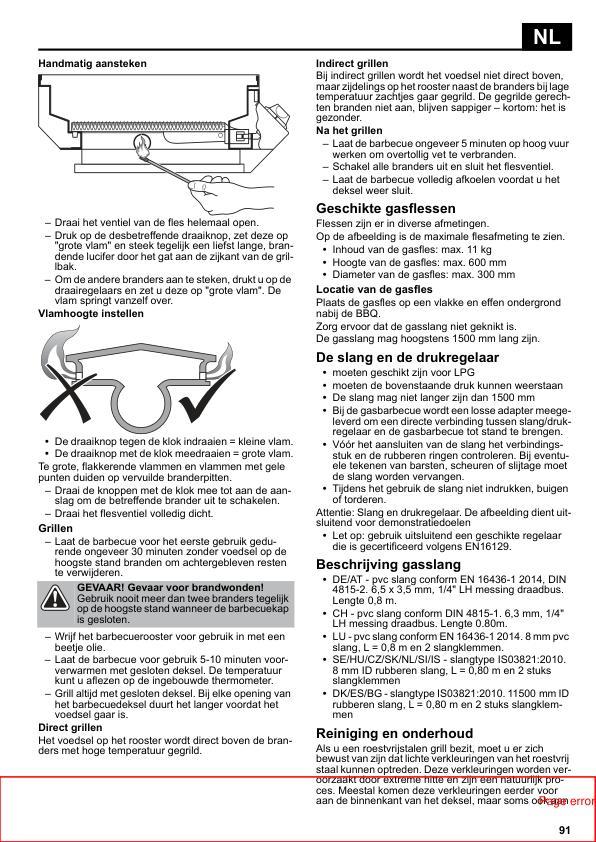 NL
Handmatig aansteken
– Draai het ventiel van de fles helemaal open.
– Druk op de desbetreffende draaiknop, zet deze op
"grote vlam" en steek tegelijk een liefst lange, bran-
dende lucifer door het gat aan de zijkant van de gril-
lbak.
– Om de andere branders aan te steken, drukt u op de
draairegelaars en zet u deze op "grote vlam". De
vlam springt vanzelf over.
Vlamhoogte instellen
• De draaiknop tegen de klok indraaien = kleine vlam.
• De draaiknop met de klok meedraaien = grote vlam.
Te grote, flakkerende vlammen en vlammen met gele
punten duiden op vervuilde branderpitten.
– Draai de knoppen met de klok mee tot aan de aan-
slag om de betreffende brander uit te schakelen.
– Draai het flesventiel volledig dicht.
Grillen
– Laat de barbecue voor het eerste gebruik gedu-
rende ongeveer 30 minuten zonder voedsel op de
hoogste stand branden om achtergebleven resten
te verwijderen.
GEVAAR! Gevaar voor brandwonden!
Gebruik nooit meer dan twee branders tegelijk
op de hoogste stand wanneer de barbecuekap
is gesloten.
– Wrijf het barbecuerooster voor gebruik in met een
beetje olie.
– Laat de barbecue voor gebruik 5-10 minuten voor-
verwarmen met gesloten deksel. De temperatuur
kunt u aflezen op de ingebouwde thermometer.
– Grill altijd met gesloten deksel. Bij elke opening van
het barbecuedeksel duurt het langer voordat het
voedsel gaar is.
Direct grillen
Het voedsel op het rooster wordt direct boven de bran-
ders met hoge temperatuur gegrild.
Indirect grillen
Bij indirect grillen wordt het voedsel niet direct boven,
maar zijdelings op het rooster naast de branders bij lage
temperatuur zachtjes gaar gegrild. De gegrilde gerech-
ten branden niet aan, blijven sappiger – kortom: het is
gezonder.
Na het grillen
– Laat de barbecue ongeveer 5 minuten op hoog vuur
werken om overtollig vet te verbranden.
– Schakel alle branders uit en sluit het flesventiel.
– Laat de barbecue volledig afkoelen voordat u het
deksel weer sluit.
Geschikte gasflessen
Flessen zijn er in diverse afmetingen.
Op de afbeelding is de maximale flesafmeting te zien.
• Inhoud van de gasfles: max. 11 kg
• Hoogte van de gasfles: max. 600 mm
• Diameter van de gasfles: max. 300 mm
Locatie van de gasfles
Plaats de gasfles op een vlakke en effen ondergrond
nabij de BBQ.
Zorg ervoor dat de gasslang niet geknikt is.
De gasslang mag hoogstens 1500 mm lang zijn.
De slang en de drukregelaar
• moeten geschikt zijn voor LPG
• moeten de bovenstaande druk kunnen weerstaan
• De slang mag niet langer zijn dan 1500 mm
• Bij de gasbarbecue wordt een losse adapter meege-
leverd om een directe verbinding tussen slang/druk-
regelaar en de gasbarbecue tot stand te brengen.
• Vóór het aansluiten van de slang het verbindings-
stuk en de rubberen ringen controleren. Bij eventu-
ele tekenen van barsten, scheuren of slijtage moet
de slang worden vervangen.
• Tijdens het gebruik de slang niet indrukken, buigen
of torderen.
Attentie: Slang en drukregelaar. De afbeelding dient uit-
sluitend voor demonstratiedoelen
• Let op: gebruik uitsluitend een geschikte regelaar
die is gecertificeerd volgens EN16129.
Beschrijving gasslang
• DE/AT - pvc slang conform EN 16436-1 2014, DIN
4815-2. 6,5 x 3,5 mm, 1/4" LH messing draadbus.
Lengte 0,8 m.
• CH - pvc slang conform DIN 4815-1. 6,3 mm, 1/4"
LH messing draadbus. Lengte 0.80m.
• LU - pvc slang conform EN 16436-1 2014. 8 mm pvc
slang, L = 0,8 m en 2 slangklemmen.
• SE/HU/CZ/SK/NL/SI/IS - slangtype IS03821:2010.
8 mm ID rubberen slang, L = 0,80 m en 2 stuks
slangklemmen
• DK/ES/BG - slangtype IS03821:2010. 11500 mm ID
rubberen slang, L = 0,80 m en 2 stuks slangklem-
men
Reiniging en onderhoud
Als u een roestvrijstalen grill bezit, moet u er zich
bewust van zijn dat lichte verkleuringen van het roestvrij
staal kunnen optreden. Deze verkleuringen worden ver-
oorzaakt door extreme hitte en zijn een natuurlijk pro-
ces. Meestal komen deze verkleuringen eerder voor
aan de binnenkant van het deksel, maar soms ook aan
Page error
91